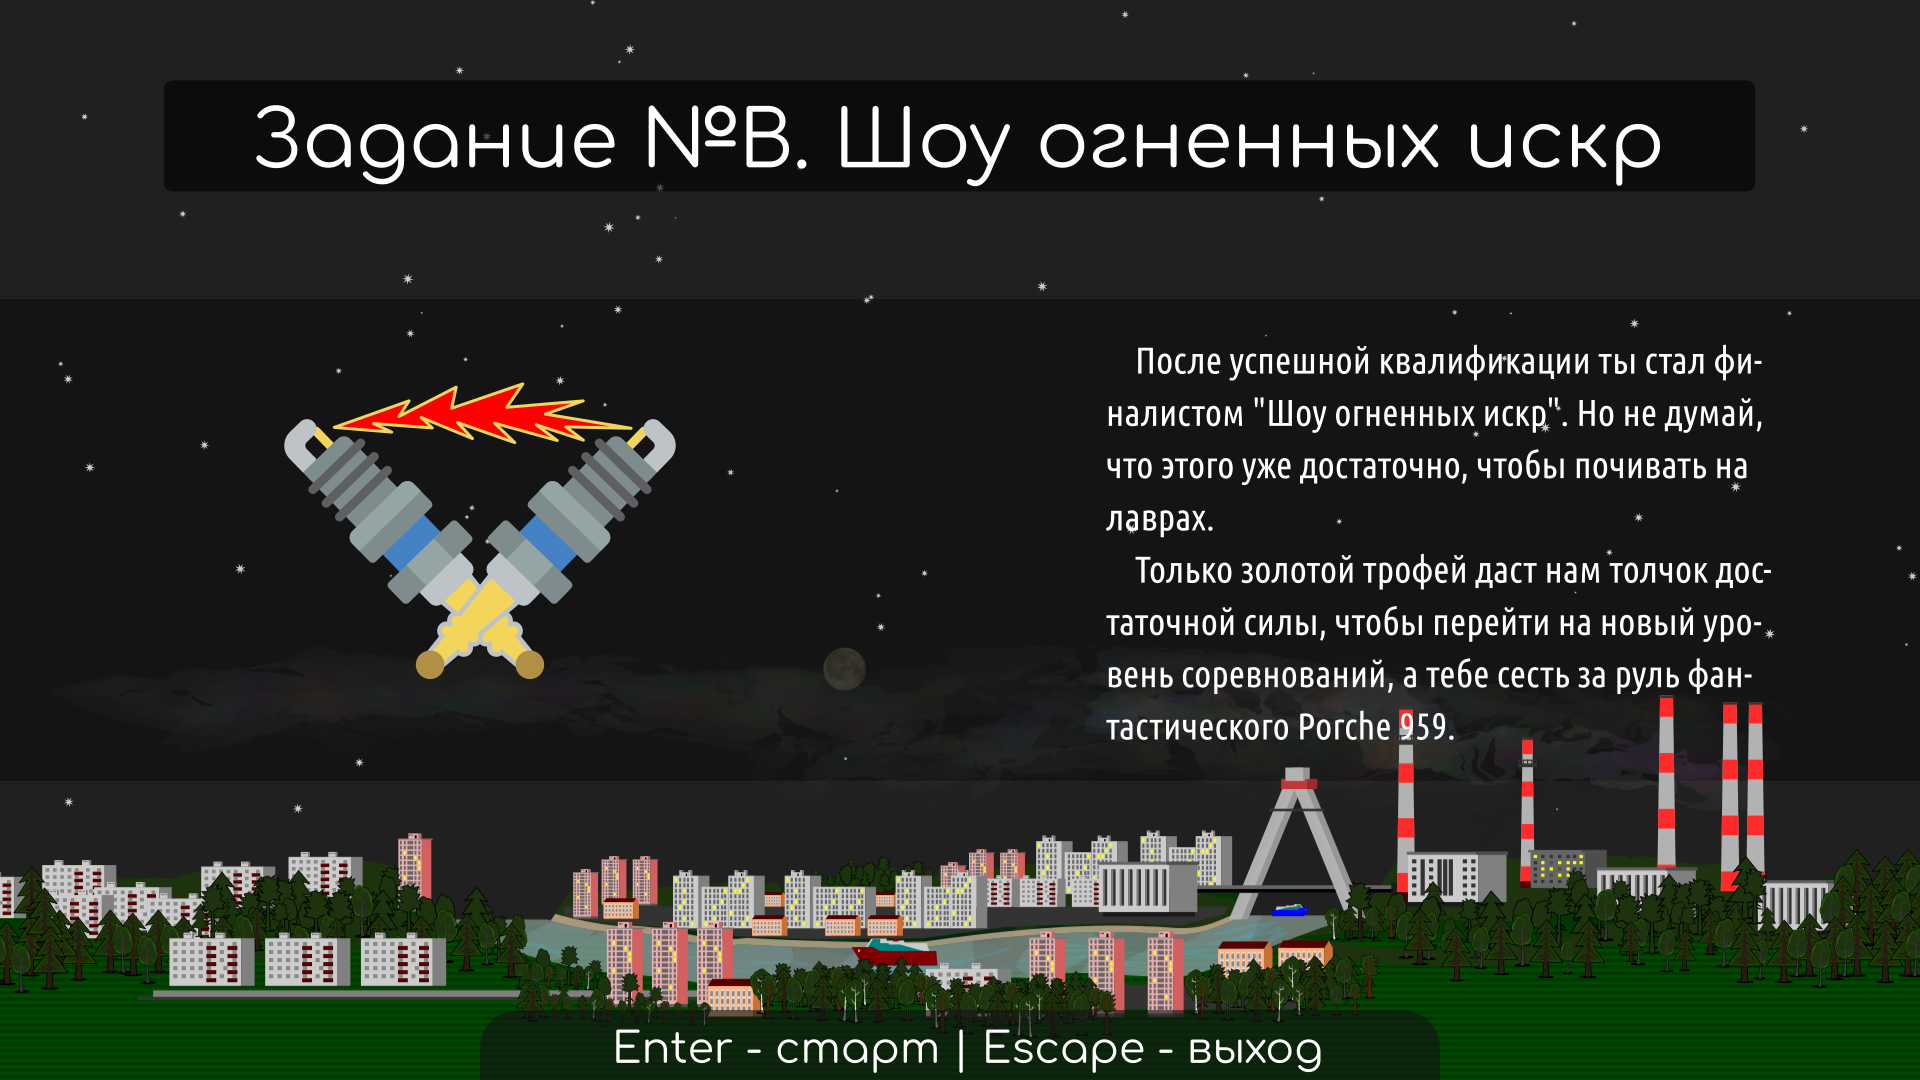 Задание №В. Шоу огненных искр
После успешной квалификации ты стал фи-
налистом "Шоу огненных искр". Но не думай,
что этого уже достаточно, чтобы почивать на
лаврах.
Только золотой трофей даст нам толчок дос-
таточной силы, чтобы перейти на новый уро-
вень соревнований, а тебе сесть за руль фан-
тастического Porche 959.
Enter - старт | Escape - выход